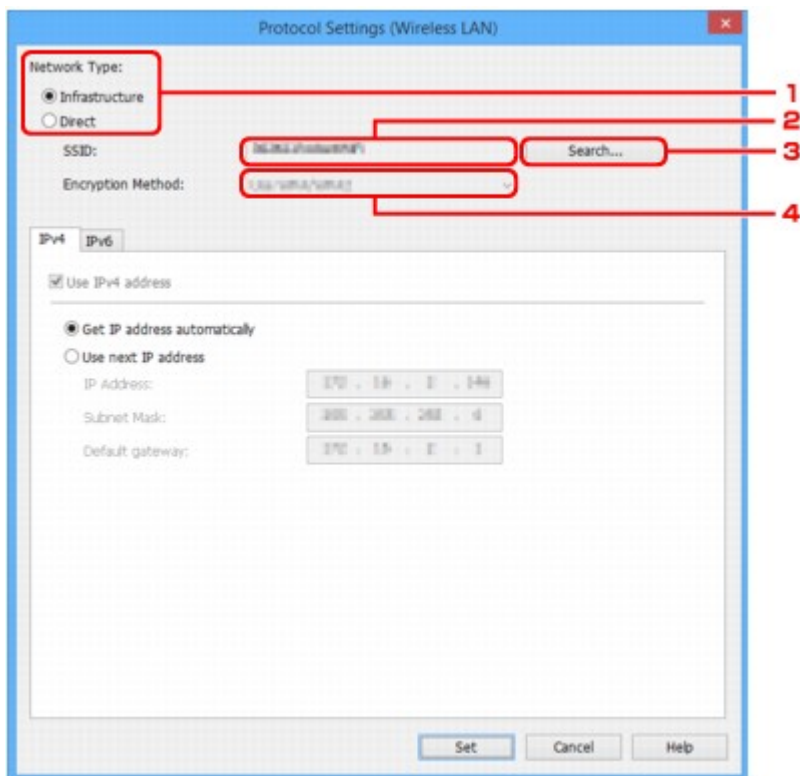 Protocol Settings (Wireless LAN)
Network Type:
Infrastructure
Direct
1
2
SSID:
Search...
3
Encryption Method:
4
IPv4
IPv6
Use IPv4 address
Get IP address automatically
Use next IP address
IP Address:
Subnet Mask:
Default gateway:
Set
Cancel
Help